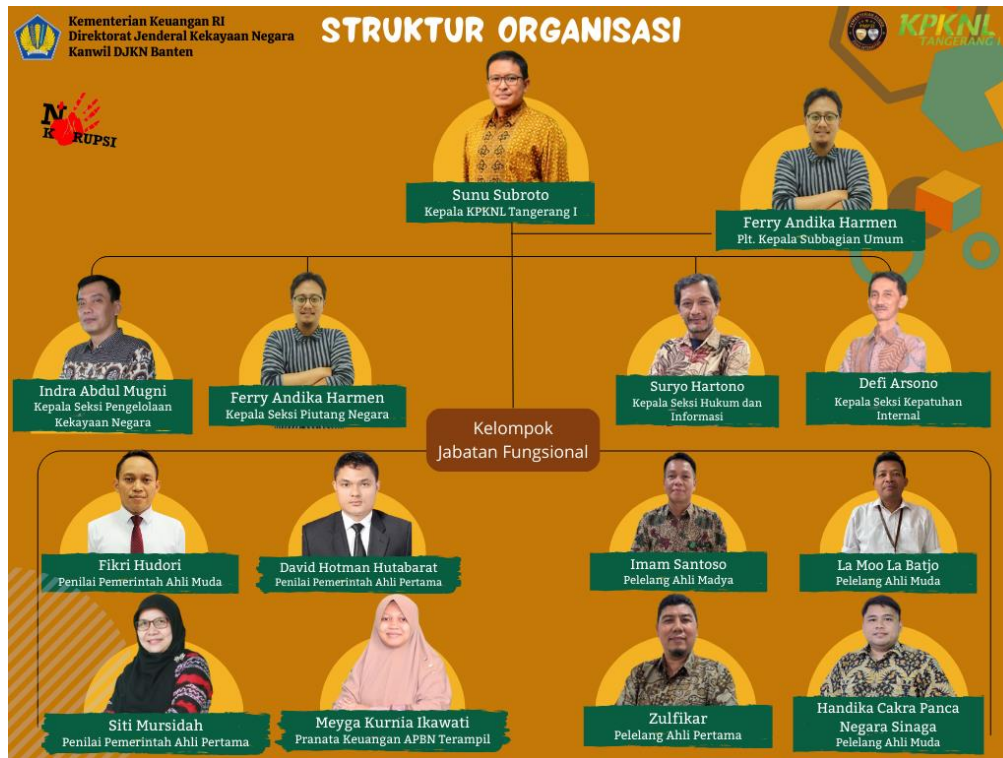 Kementerian Keuangan RI
Direktorat Jenderal Kekayaan Negara
Kanwil DJKN Banten
STRUKTUR ORGANISASI
KPKNL
TANGERANG I
NO
KORUPSI
Sunu Subroto
Kepala KPKNL Tangerang I
Ferry Andika Harmen
Plt. Kepala Subbagian Umum
Indra Abdul Mugni
Kepala Seksi Pengelolaan
Kekayaan Negara
Ferry Andika Harmen
Kepala Seksi Piutang Negara
Suryo Hartono
Kepala Seksi Hukum dan
Informasi
Defi Arsono
Kepala Seksi Kepatuhan
Internal
Kelompok
Jabatan Fungsional
Fikri Hudori
Penilai Pemerintah Ahli Muda
David Hotman Hutabarat
Penilai Pemerintah Ahli Pertama
Imam Santoso
Pelelang Ahli Madya
La Moo La Batjo
Pelelang Ahli Muda
Siti Mursidah
Penilai Pemerintah Ahli Pertama
Meyga Kurnia Ikawati
Pranata Keuangan APBN Terampil
Zulfikar
Pelelang Ahli Pertama
Handika Cakra Panca
Negara Sinaga
Pelelang Ahli Muda